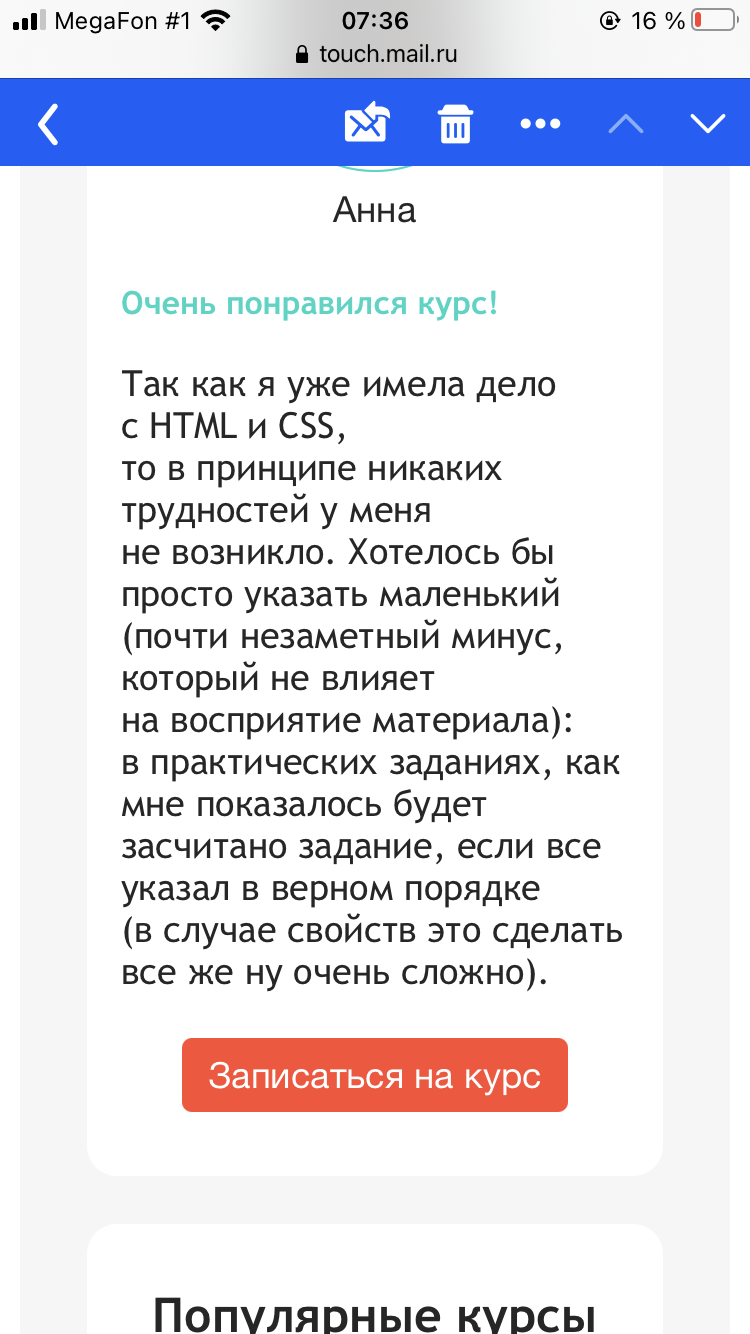 MegaFon #1 07:36 16 %
touch.mail.ru
Анна
Очень понравился курс!
Так как я уже имела дело
с HTML и CSS,
то в принципе никаких
трудностей у меня
не возникло. Хотелось бы
просто указать маленький
(почти незаметный минус,
который не влияет
на восприятие материала):
в практических заданиях, как
мне показалось будет
засчитано задание, если все
указал в верном порядке
(в случае свойств это сделать
все же ну очень сложно).
Записаться на курс
Популярные курсы